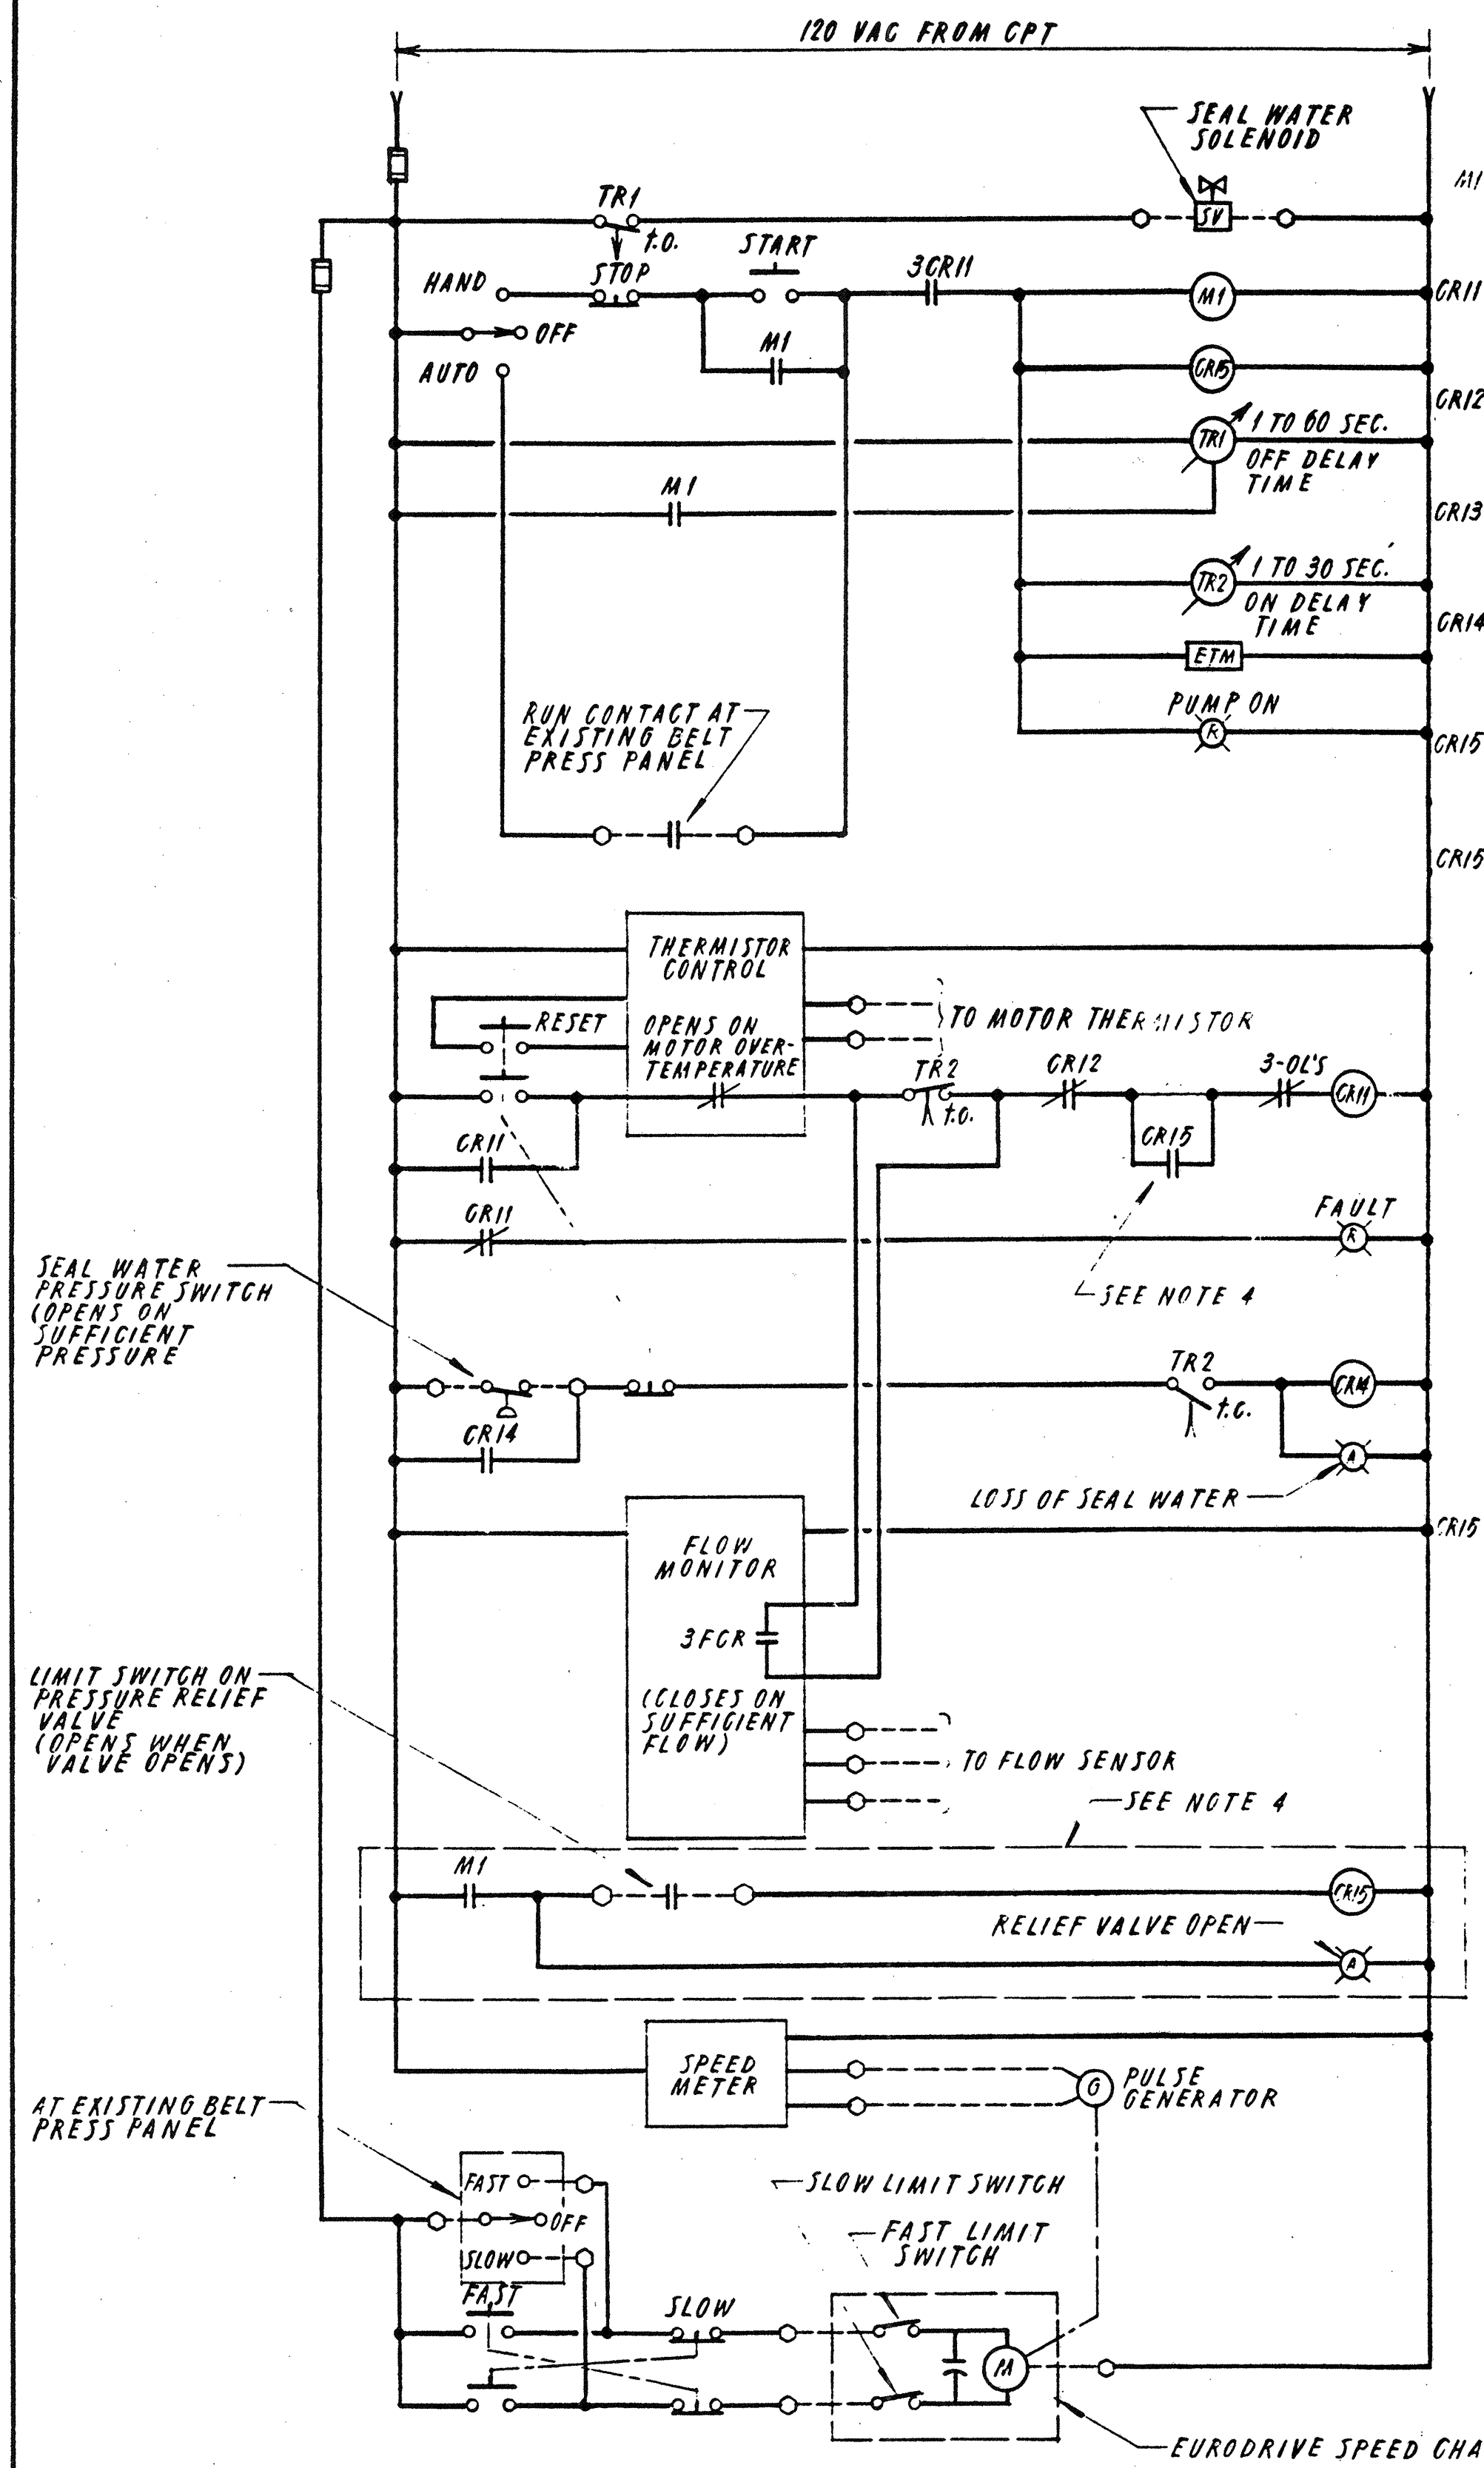 120 VAC FROM CPT
SEAL WATER
SOLENOID
M1
TR1
SV
t.o.
START
STOP
3CR11
HAND
M1
CR11
OFF
M1
AUTO
CR15
CR12
1 TO 60 SEC.
TR1
OFF DELAY
TIME
M1
CR13
1 TO 30 SEC.
TR2
ON DELAY
TIME
CR14
ETM
PUMP ON
RUN CONTACT AT
EXISTING BELT
PRESS PANEL
R
CR15
CR15
THERMISTOR
CONTROL
RESET
OPENS ON
MOTOR OVER-
TEMPERATURE
TO MOTOR THERMISTOR
TR2
CR12
3-OL'S
CR11
t.o.
CR11
CR15
CR11
FAULT
R
SEAL WATER
PRESSURE SWITCH
(OPENS ON
SUFFICIENT
PRESSURE
SEE NOTE 4
TR2
CR14
t.c.
CR14
A
LOSS OF SEAL WATER
CR15
FLOW
MONITOR
3FCR
LIMIT SWITCH ON
PRESSURE RELIEF
VALVE
(OPENS WHEN
VALVE OPENS)
(CLOSES ON
SUFFICIENT
FLOW)
TO FLOW SENSOR
SEE NOTE 4
M1
CR15
RELIEF VALVE OPEN
A
SPEED
METER
G
PULSE
GENERATOR
AT EXISTING BELT
PRESS PANEL
FAST
OFF
SLOW
SLOW LIMIT SWITCH
FAST LIMIT
SWITCH
FAST
SLOW
EURODRIVE SPEED CHA